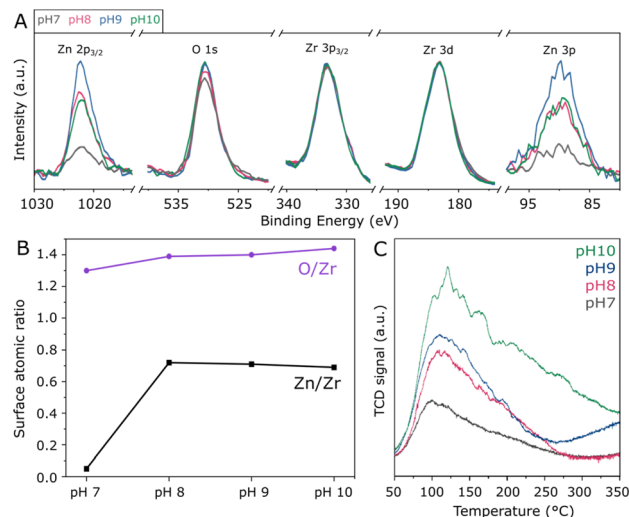 A
pH7 pH8 pH9 pH10
Zn 2p3/2
O 1s
Zr 3p3/2
Zr 3d
Zn 3p
Intensity (a.u.)
1030 1020 535 525 340 330 190 180 95 85
Binding Energy (eV)
B
Surface atomic ratio
1.4
1.2
1.0
0.8
0.6
0.4
0.2
0.0
O/Zr
Zn/Zr
pH 7 pH 8 pH 9 pH 10
C
pH10
pH9
pH8
pH7
TCD signal (a.u.)
50 100 150 200 250 300 350
Temperature (°C)